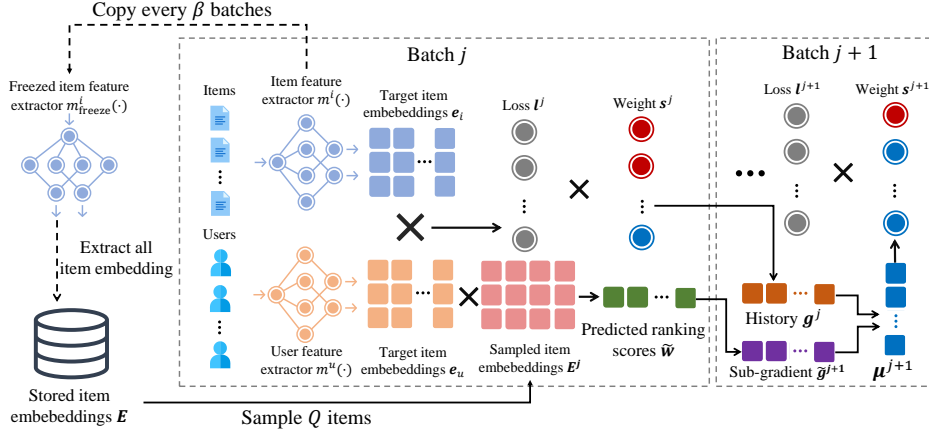 Copy every β batches
Freezed item feature
extractor m^i_freeze(·)
Extract all
item embedding
Stored item
embeddings E
Sample Q items
Batch j
Items
Item feature
extractor m^i(·)
Target item
embeddings e_i
Loss l^j
Weight s^j
Users
User feature
extractor m^u(·)
Target item
embeddings e_u
Sampled item
embeddings E^j
Predicted ranking
scores w̃
Batch j + 1
Loss l^{j+1}
Weight s^{j+1}
History g^j
Sub-gradient g̃^{j+1}
μ^{j+1}